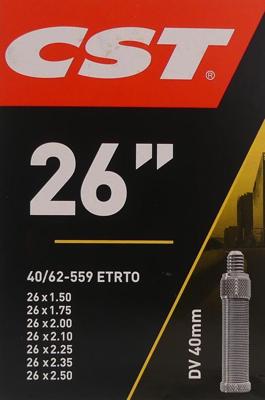 CST®
26”
40/62-559 ETRTO
26 x 1.50
26 x 1.75
26 x 2.00
26 x 2.10
26 x 2.25
26 x 2.35
26 x 2.50
DV 40mm